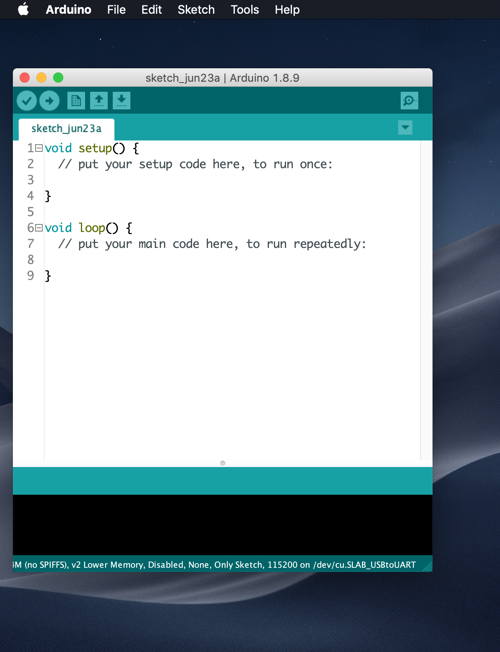 Arduino File Edit Sketch Tools Help
sketch_jun23a | Arduino 1.8.9
sketch_jun23a
1 void setup() {
2 // put your setup code here, to run once:
3
4 }
5
6 void loop() {
7 // put your main code here, to run repeatedly:
8
9 }
M (no SPIFFS), v2 Lower Memory, Disabled, None, Only Sketch, 115200 on /dev/cu.SLAB_USBtoUART